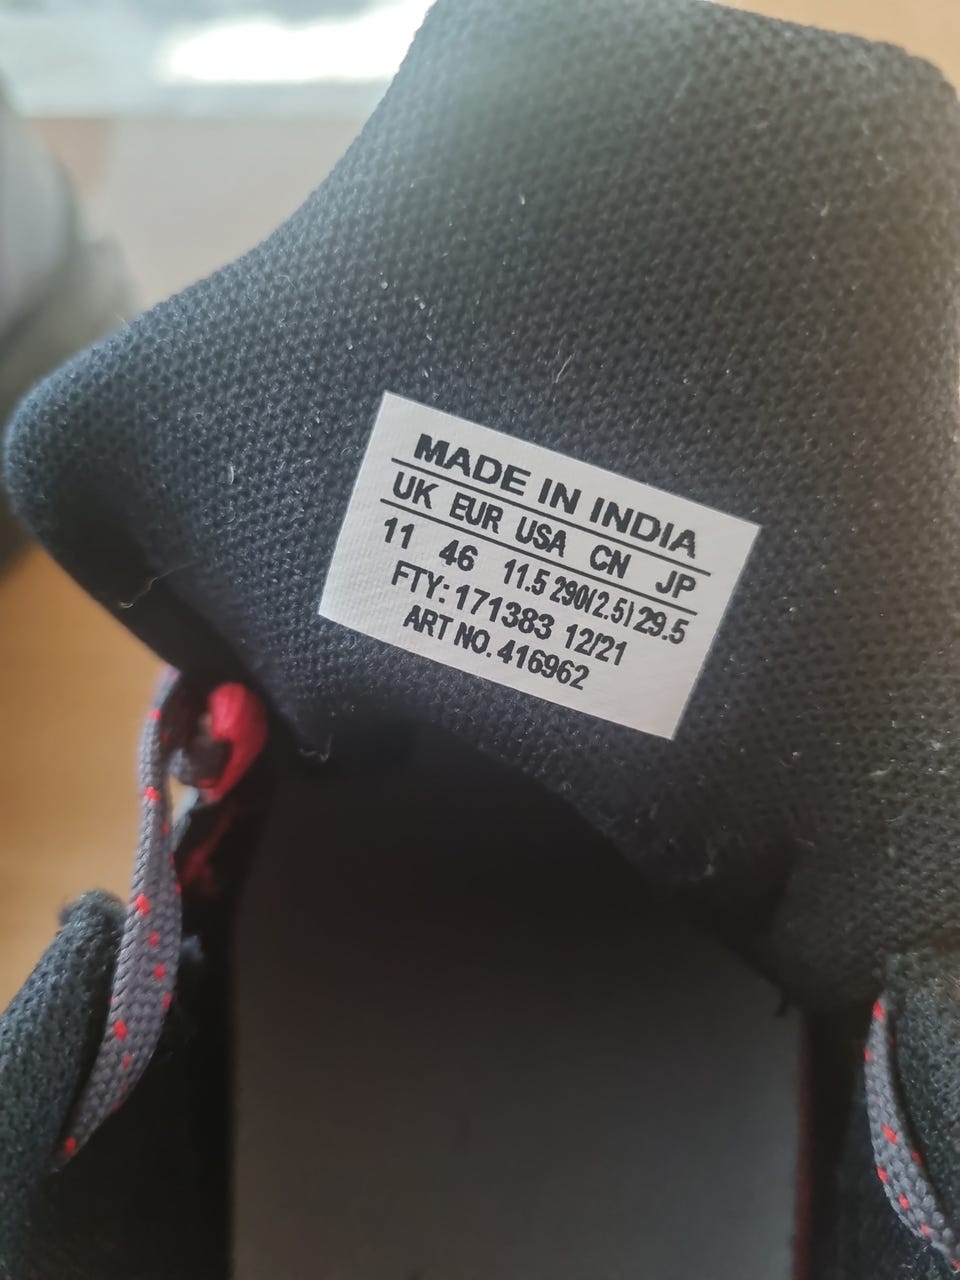 MADE IN INDIA
UK EUR USA CN JP
11 46 11.5 290(2.5) 29.5
FTY: 171383 12/21
ART NO. 416962